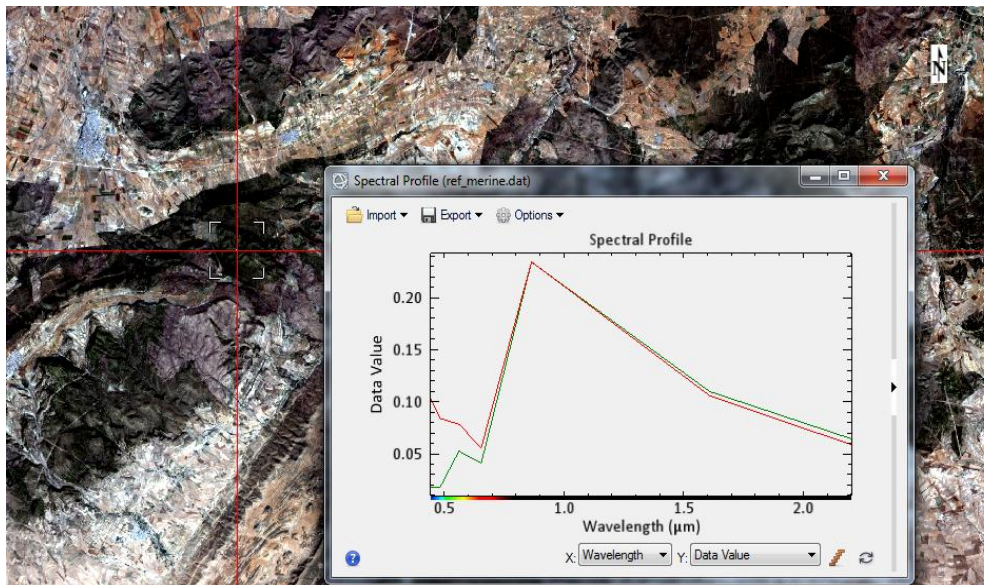 N
Spectral Profile (ref_merine.dat)
Import Export Options
Spectral Profile
0.20
0.15
0.10
0.05
Data Value
0.5 1.0 1.5 2.0
Wavelength (μm)
? X: Wavelength Y: Data Value